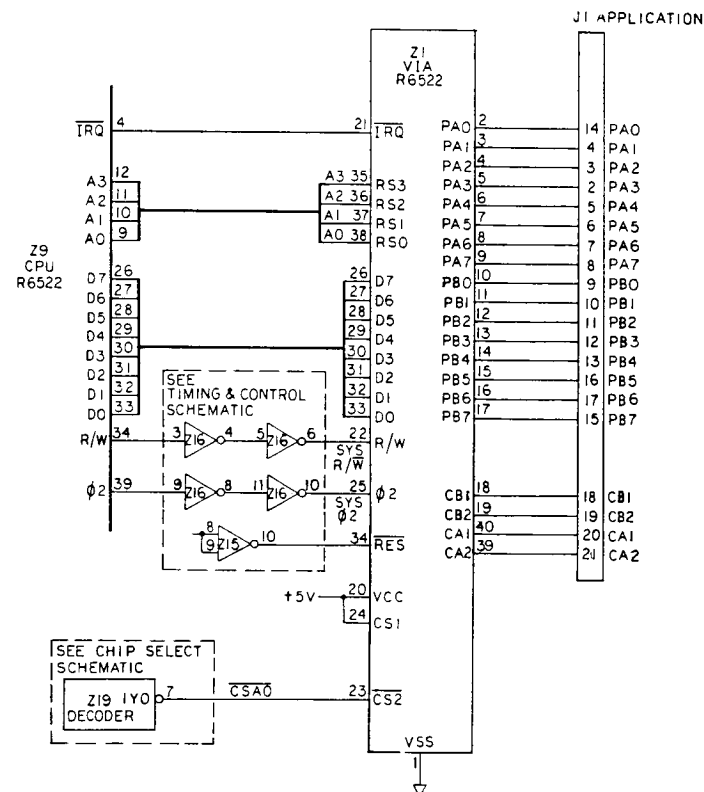 J1 APPLICATION
Z1
VIA
R6522
IRQ 4 21 IRQ
PA0 2 14 PA0
PA1 3 4 PA1
PA2 4 3 PA2
PA3 5 2 PA3
PA4 6 5 PA4
PA5 7 6 PA5
PA6 8 7 PA6
PA7 9 8 PA7
PB0 10 9 PB0
PB1 11 10 PB1
PB2 12 11 PB2
PB3 13 12 PB3
PB4 14 13 PB4
PB5 15 16 PB5
PB6 16 17 PB6
PB7 17 15 PB7
CB1 18 18 CB1
CB2 19 19 CB2
CA1 40 20 CA1
CA2 39 21 CA2
A3 12 A3 35 RS3
A2 11 A2 36 RS2
A1 10 A1 37 RS1
A0 9 A0 38 RS0
Z9
CPU
R6522
D7 26 26 D7
D6 27 27 D6
D5 28 28 D5
D4 29 29 D4
D3 30 30 D3
D2 31 31 D2
D1 32 32 D1
D0 33 33 D0
SEE
TIMING & CONTROL
SCHEMATIC
R/W 34 3 Z16 4 5 Z16 6 22 R/W
SYS
R/W
ϕ2 39 9 Z16 8 11 Z16 10 25 ϕ2
SYS
ϕ2
8
9 Z15 10 34 RES
+5V 20 VCC
24 CS1
SEE CHIP SELECT
SCHEMATIC
Z19 1Y0 7 CSA0 23 CS2
DECODER
VSS
1